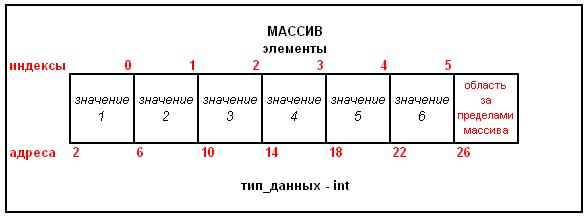 МАССИВ
элементы
индексы 0 1 2 3 4 5
значение 1 значение 2 значение 3 значение 4 значение 5 значение 6 область за пределами массива
адреса 2 6 10 14 18 22 26
тип_данных - int